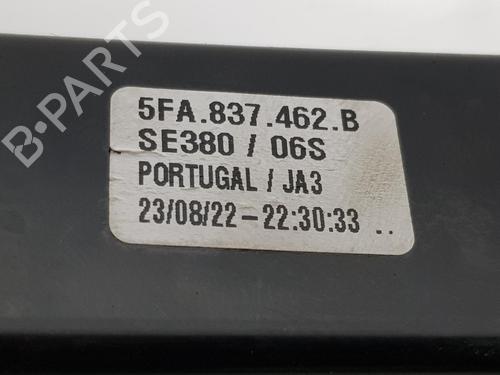 B-PARTS
5FA.837.462.B
SE380 / 06S
PORTUGAL / JA3
23/08/22-22:30:33 ..